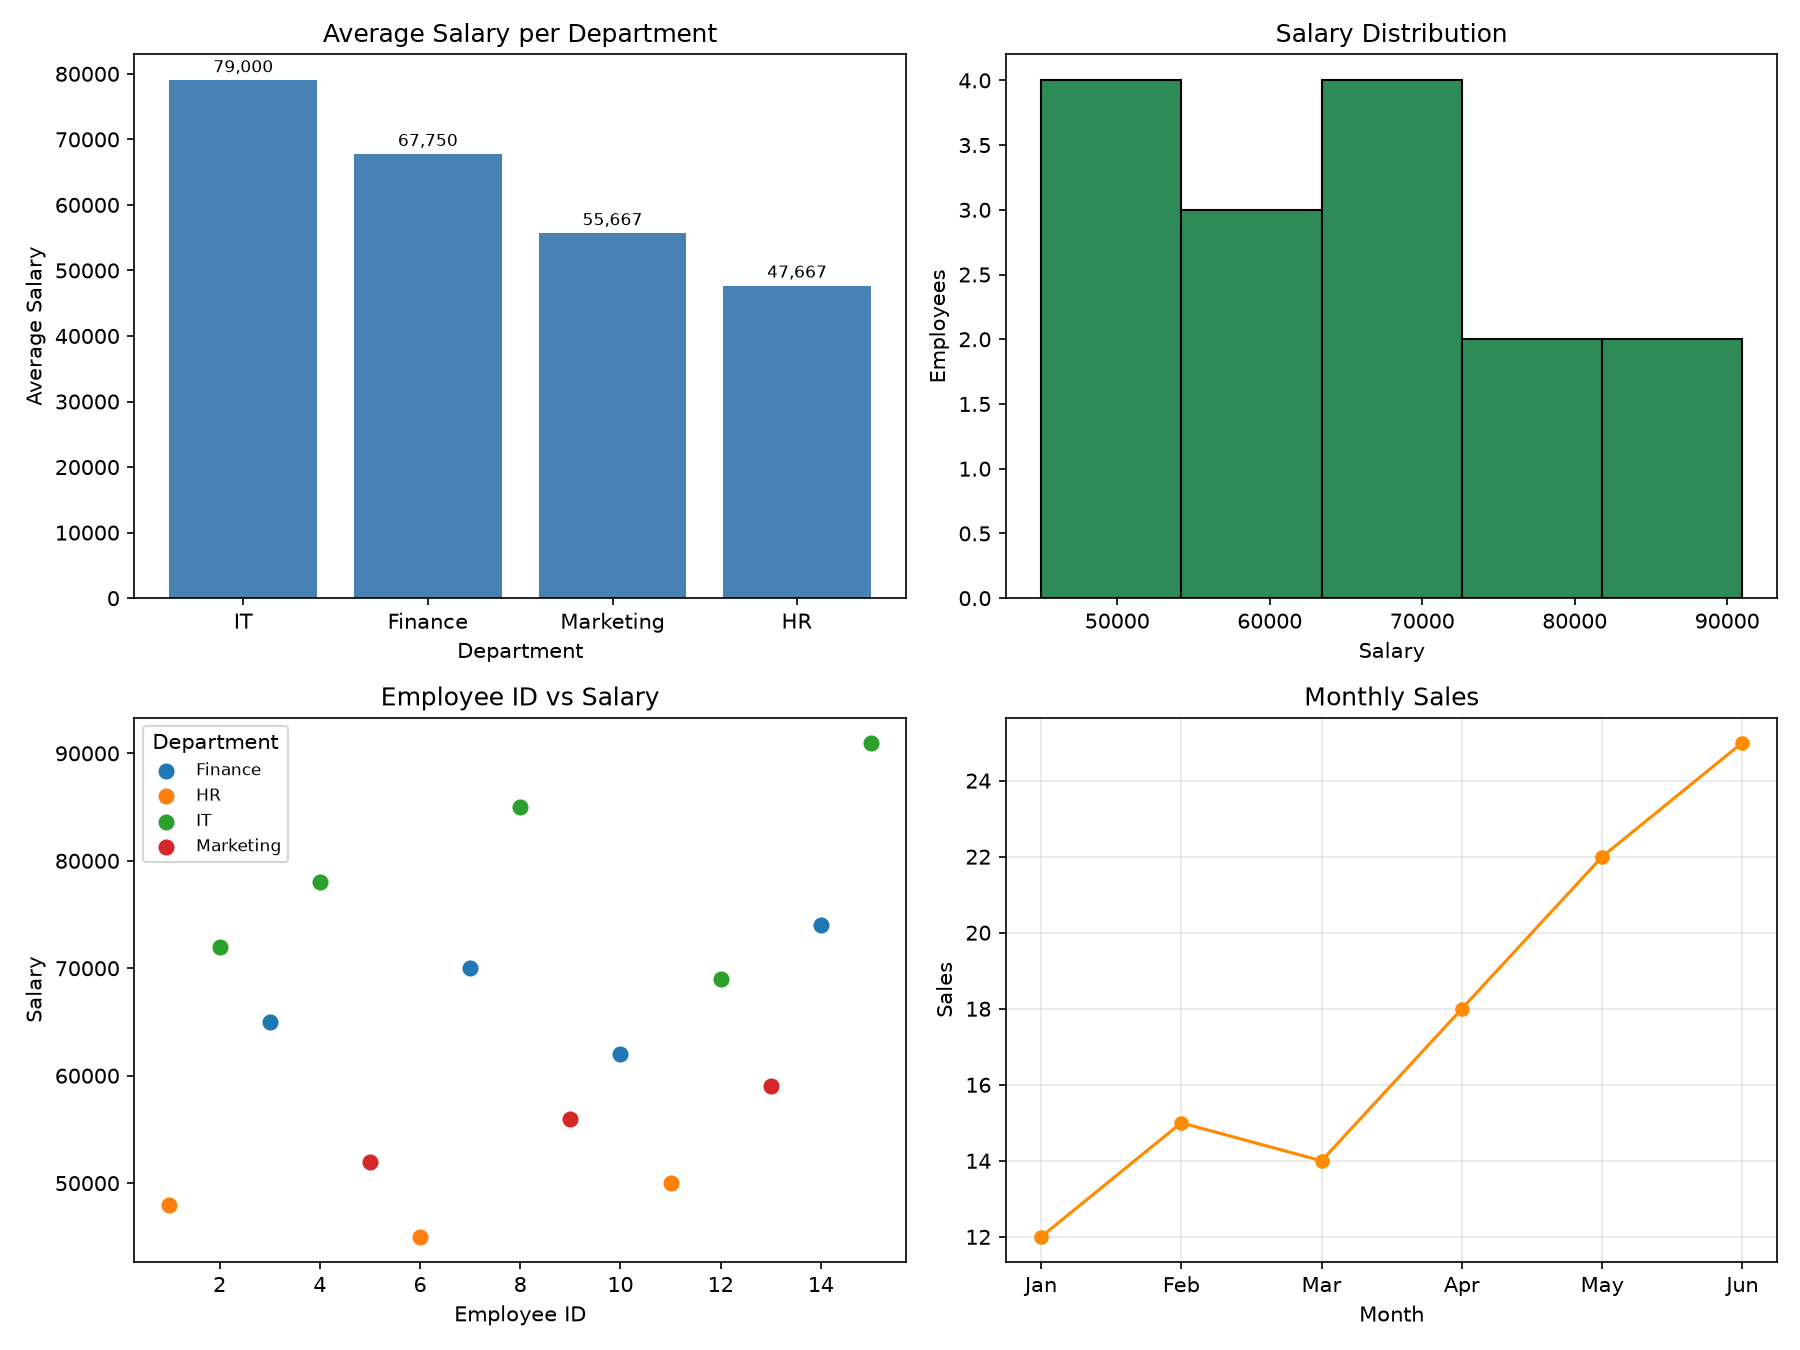 Average Salary per Department
79,000
67,750
55,667
47,667
80000
70000
60000
50000
40000
30000
20000
10000
0
Average Salary
IT Finance Marketing HR
Department
Salary Distribution
4.0
3.5
3.0
2.5
2.0
1.5
1.0
0.5
0.0
Employees
50000 60000 70000 80000 90000
Salary
Employee ID vs Salary
Department
Finance
HR
IT
Marketing
90000
80000
70000
60000
50000
Salary
2 4 6 8 10 12 14
Employee ID
Monthly Sales
24
22
20
18
16
14
12
Sales
Jan Feb Mar Apr May Jun
Month